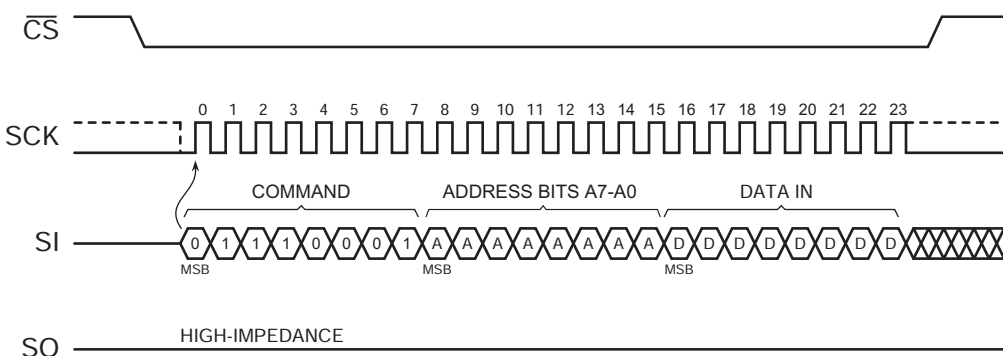 CS
0 1 2 3 4 5 6 7 8 9 10 11 12 13 14 15 16 17 18 19 20 21 22 23
SCK
COMMAND ADDRESS BITS A7-A0 DATA IN
SI 0 1 1 1 0 0 0 1 A A A A A A A A D D D D D D D D
MSB MSB MSB
HIGH-IMPEDANCE
SO